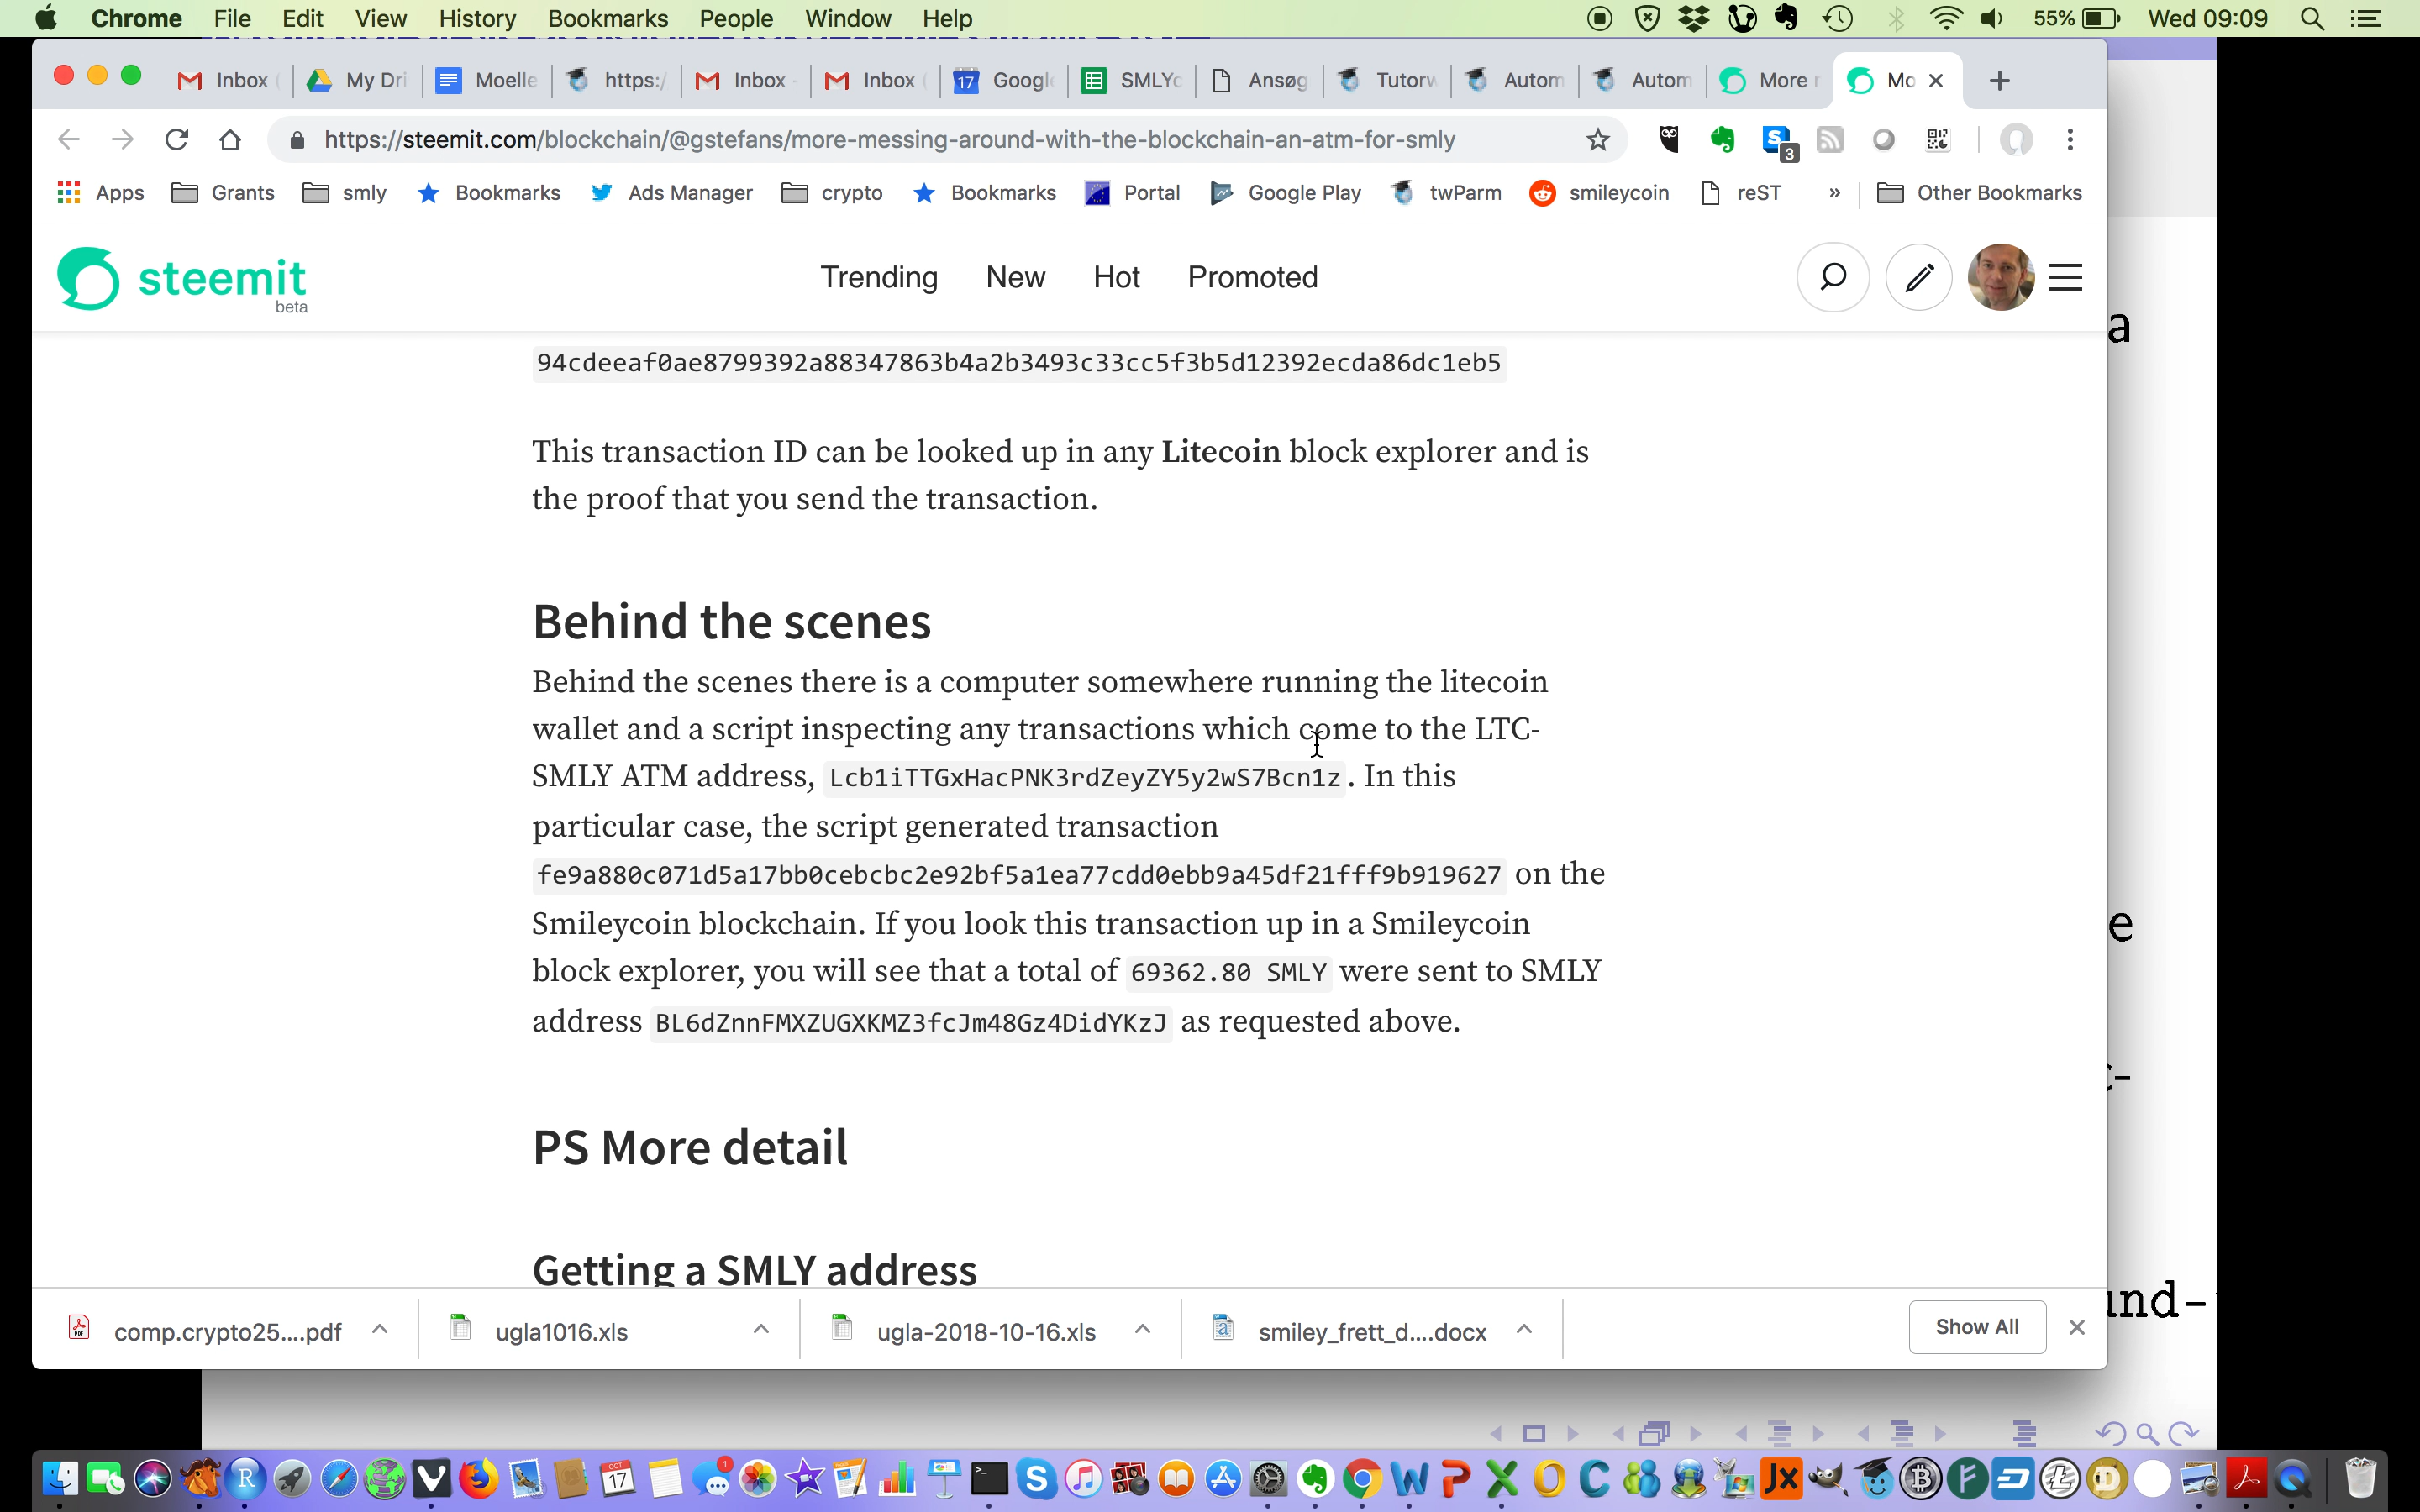 Chrome File Edit View History Bookmarks People Window Help 55% Wed 09:09
Inbox My Dri Moelle https:/ Inbox Inbox 17 Google SMLYc Ansøg Tutorw Autom Autom More r Mo
https://steemit.com/blockchain/@gstefans/more-messing-around-with-the-blockchain-an-atm-for-smly 3
Apps Grants smly Bookmarks Ads Manager crypto Bookmarks Portal Google Play twParm smileycoin reST » Other Bookmarks
steemit
beta
Trending New Hot Promoted
94cdeeaf0ae8799392a88347863b4a2b3493c33cc5f3b5d12392ecda86dc1eb5
This transaction ID can be looked up in any Litecoin block explorer and is
the proof that you send the transaction.
Behind the scenes
Behind the scenes there is a computer somewhere running the litecoin
wallet and a script inspecting any transactions which come to the LTC-
SMLY ATM address, Lcb1iTTGxHacPNK3rdZeyZY5y2wS7Bcn1z. In this
particular case, the script generated transaction
fe9a880c071d5a17bb0cebcbc2e92bf5a1ea77cdd0ebb9a45df21fff9b919627 on the
Smileycoin blockchain. If you look this transaction up in a Smileycoin
block explorer, you will see that a total of 69362.80 SMLY were sent to SMLY
address BL6dZnnFMXZUGXKMZ3fcJm48Gz4DidYKzJ as requested above.
PS More detail
Getting a SMLY address
comp.crypto25....pdf ugla1016.xls ugla-2018-10-16.xls smiley_frett_d....docx Show All
a
e
und-
OCT
17
1